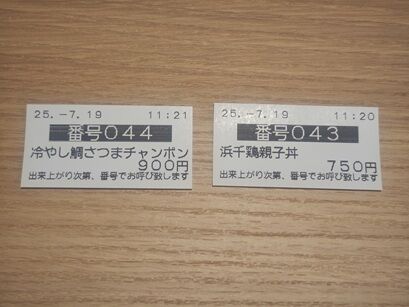 25.-7.19 11:21
番号044
冷やし鯛さつまチャンポン
900円
出来上がり次第、番号でお呼び致します
25.-7.19 11:20
番号043
浜千鶏親子丼
750円
出来上がり次第、番号でお呼び致します